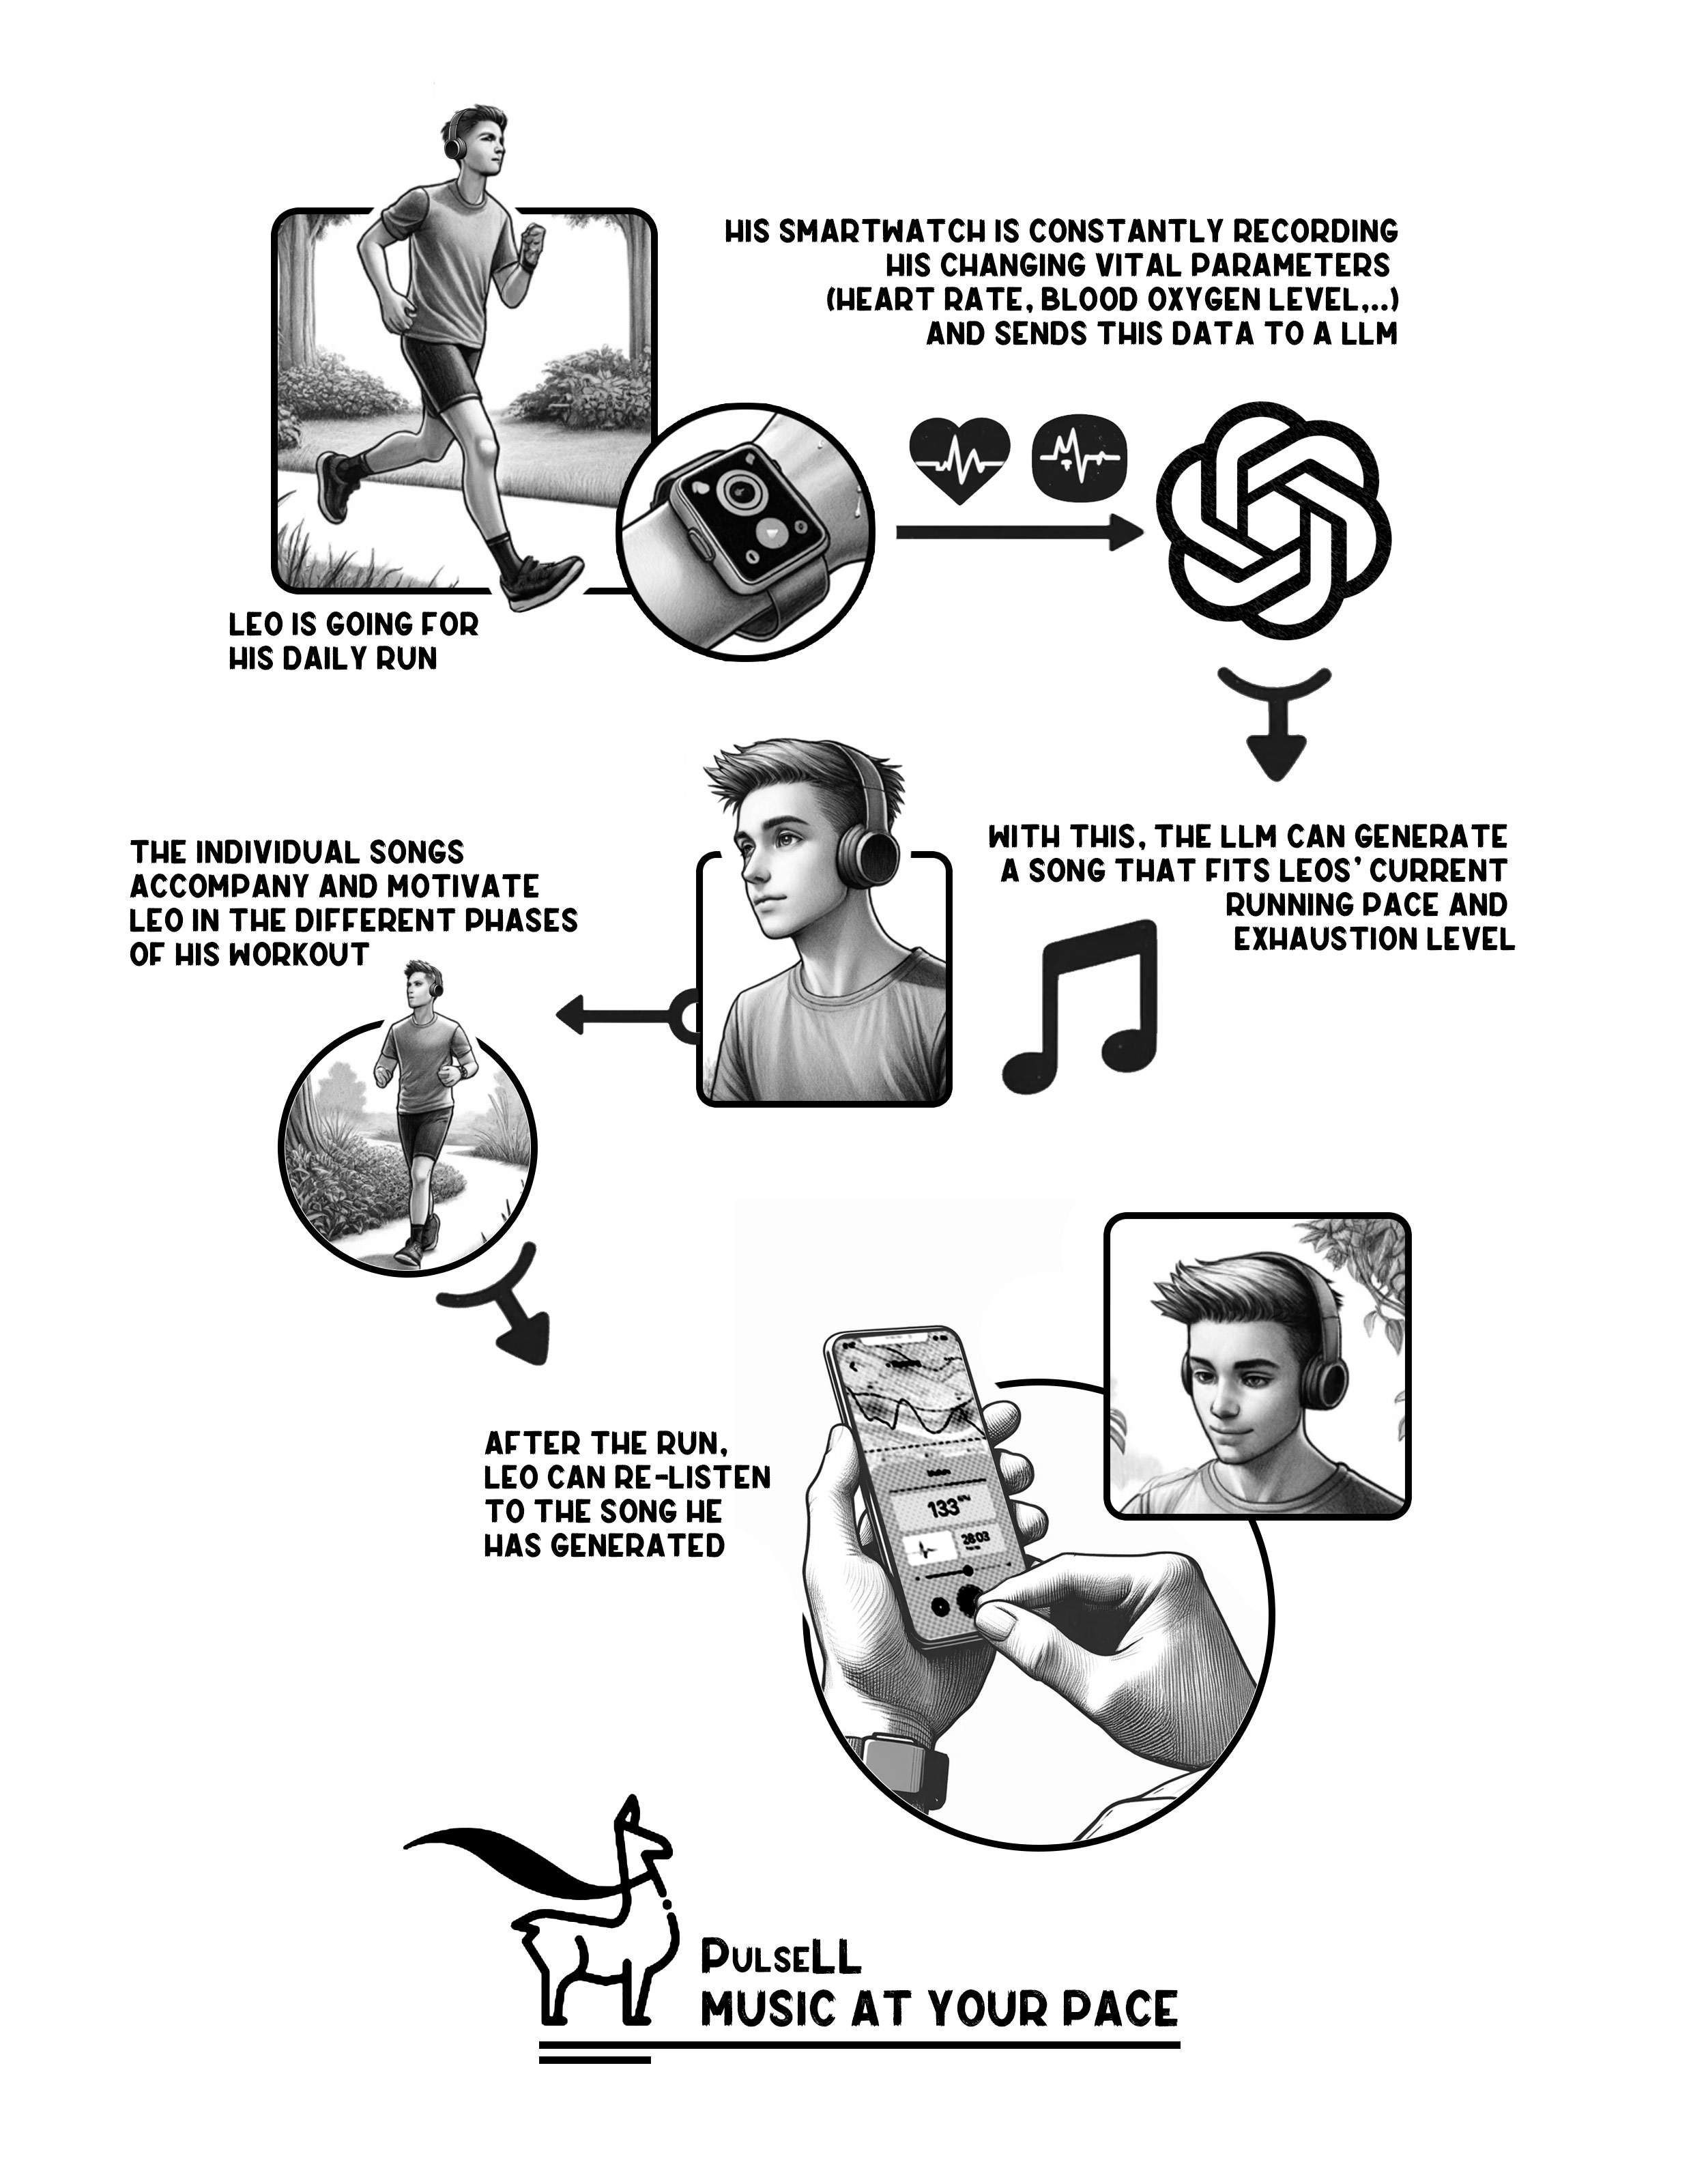 HIS SMARTWATCH IS CONSTANTLY RECORDING
HIS CHANGING VITAL PARAMETERS
(HEART RATE, BLOOD OXYGEN LEVEL,..)
AND SENDS THIS DATA TO A LLM
LEO IS GOING FOR
HIS DAILY RUN
WITH THIS, THE LLM CAN GENERATE
A SONG THAT FITS LEOS' CURRENT
RUNNING PACE AND
EXHAUSTION LEVEL
THE INDIVIDUAL SONGS
ACCOMPANY AND MOTIVATE
LEO IN THE DIFFERENT PHASES
OF HIS WORKOUT
AFTER THE RUN,
LEO CAN RE-LISTEN
TO THE SONG HE
HAS GENERATED
133
28:03
PULSELL
MUSIC AT YOUR PACE